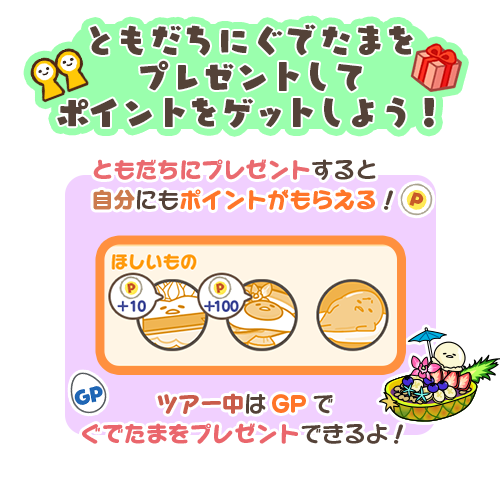 ともだちにぐでたまを
プレゼントして
ポイントをゲットしよう！
ともだちにプレゼントすると
自分にもポイントがもらえる！ P
ほしいもの
P P
+10 +100
GP
ツアー中は GP で
ぐでたまをプレゼントできるよ！